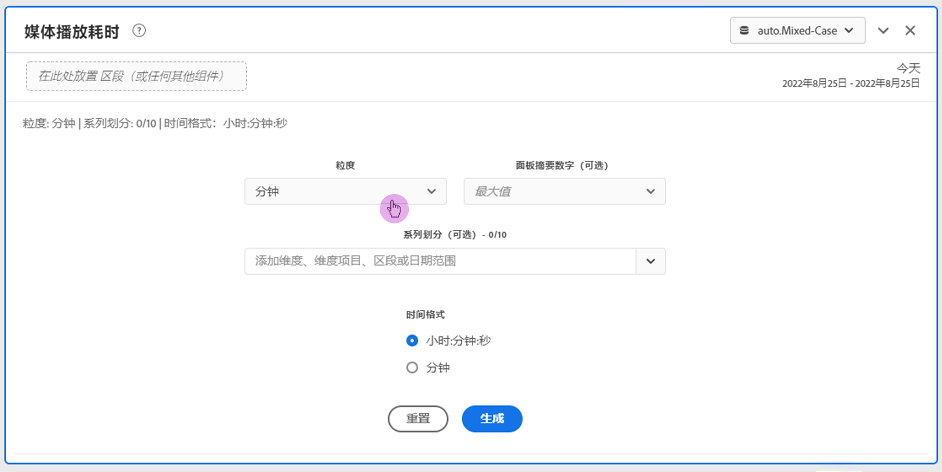 媒体播放耗时 ?
auto.Mixed-Case
在此处放置 区段（或任何其他组件）
今天
2022年8月25日 - 2022年8月25日
粒度: 分钟 | 系列划分: 0/10 | 时间格式：小时:分钟:秒
粒度
面板摘要数字（可选）
分钟
最大值
系列划分（可选）- 0/10
添加维度、维度项目、区段或日期范围
时间格式
小时:分钟:秒
分钟
重置
生成